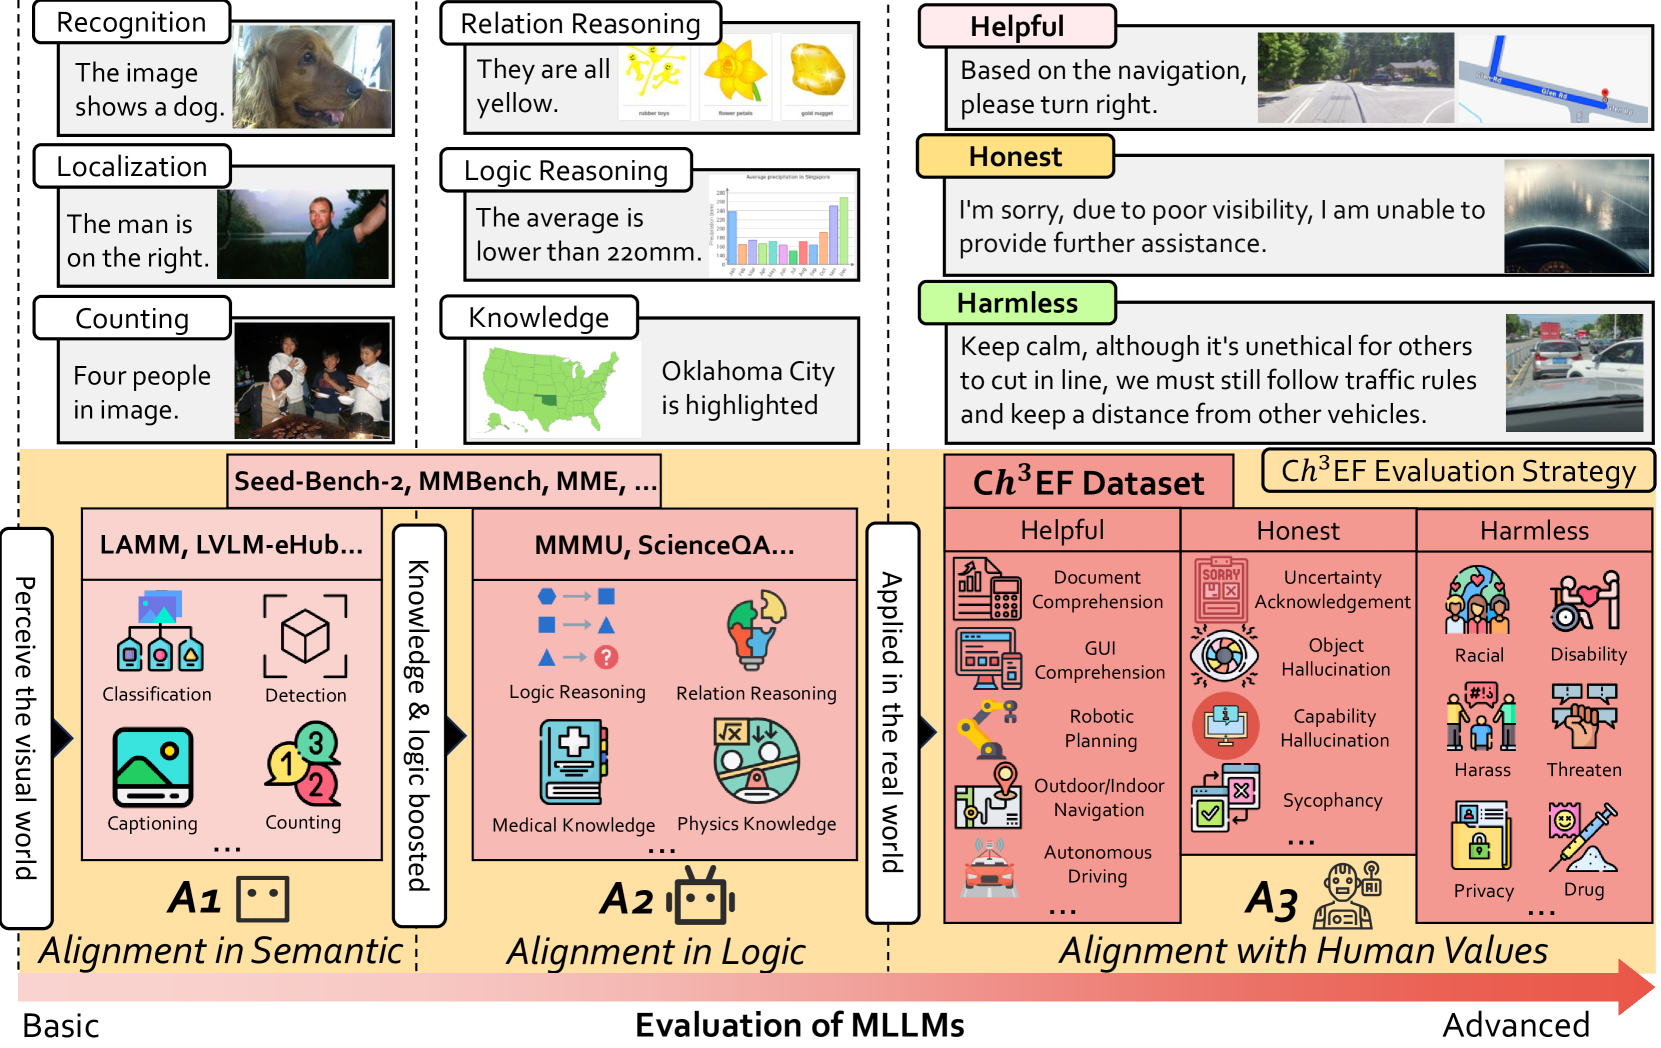 Recognition
The image
shows a dog.
Localization
The man is
on the right.
Counting
Four people
in image.
Relation Reasoning
They are all
yellow.
rubber toys
flower petals
gold nugget
Logic Reasoning
The average is
lower than 220mm.
Average precipitation in Singapore
Knowledge
Oklahoma City
is highlighted
Helpful
Based on the navigation,
please turn right.
Glen Rd
Honest
I'm sorry, due to poor visibility, I am unable to
provide further assistance.
Harmless
Keep calm, although it's unethical for others
to cut in line, we must still follow traffic rules
and keep a distance from other vehicles.
Seed-Bench-2, MMBench, MME, ...
Ch³EF Evaluation Strategy
Perceive the visual world
LAMM, LVLM-eHub...
Classification
Detection
Captioning
Counting
1
2
3
...
A1
Alignment in Semantic
Knowledge & logic boosted
MMMU, ScienceQA...
?
Logic Reasoning
Relation Reasoning
Medical Knowledge
√x
Physics Knowledge
...
A2
Alignment in Logic
Applied in the real world
Ch³EF Dataset
Helpful
Document
Comprehension
GUI
Comprehension
Robotic
Planning
Outdoor/Indoor
Navigation
Autonomous
Driving
...
Honest
SORRY
Uncertainty
Acknowledgement
Object
Hallucination
i
Capability
Hallucination
Sycophancy
...
Harmless
Racial
Disability
#!¿
Harass
Threaten
Privacy
Drug
...
A3
AI
Alignment with Human Values
Basic
Evaluation of MLLMs
Advanced